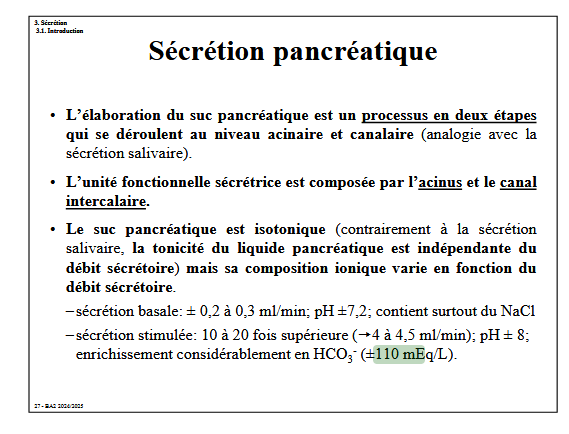 3. Sécrétion
3.1. Introduction
Sécrétion pancréatique
• L’élaboration du suc pancréatique est un processus en deux étapes
qui se déroulent au niveau acinaire et canalaire (analogie avec la
sécrétion salivaire).
• L’unité fonctionnelle sécrétrice est composée par l’acinus et le canal
intercalaire.
• Le suc pancréatique est isotonique (contrairement à la sécrétion
salivaire, la tonicité du liquide pancréatique est indépendante du
débit sécrétoire) mais sa composition ionique varie en fonction du
débit sécrétoire.
– sécrétion basale: ± 0,2 à 0,3 ml/min; pH ±7,2; contient surtout du NaCl
– sécrétion stimulée: 10 à 20 fois supérieure (→4 à 4,5 ml/min); pH ± 8;
enrichissement considérablement en HCO₃⁻ (±110 mEq/L).
27 - BA2 2024/2025